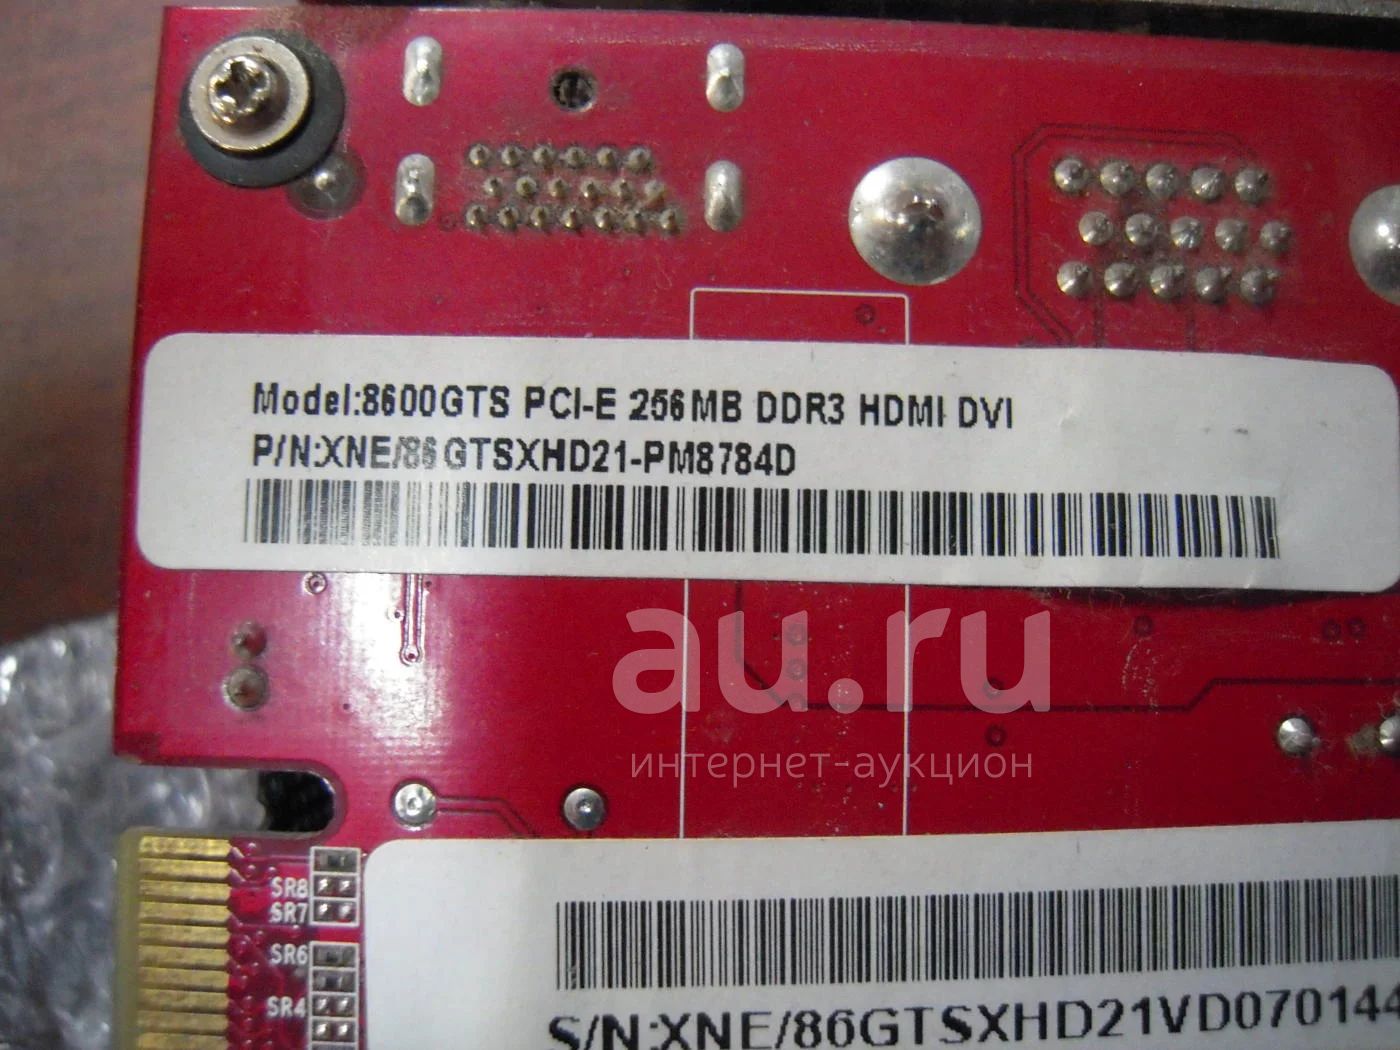 Model:8600GTS PCI-E 256MB DDR3 HDMI DVI
P/N:XNE/86GTSXHD21-PM8784D
au.ru
интернет-аукцион
SR8
SR7
SR6
SR4
S/N:XNE/86GTSXHD21VD070144